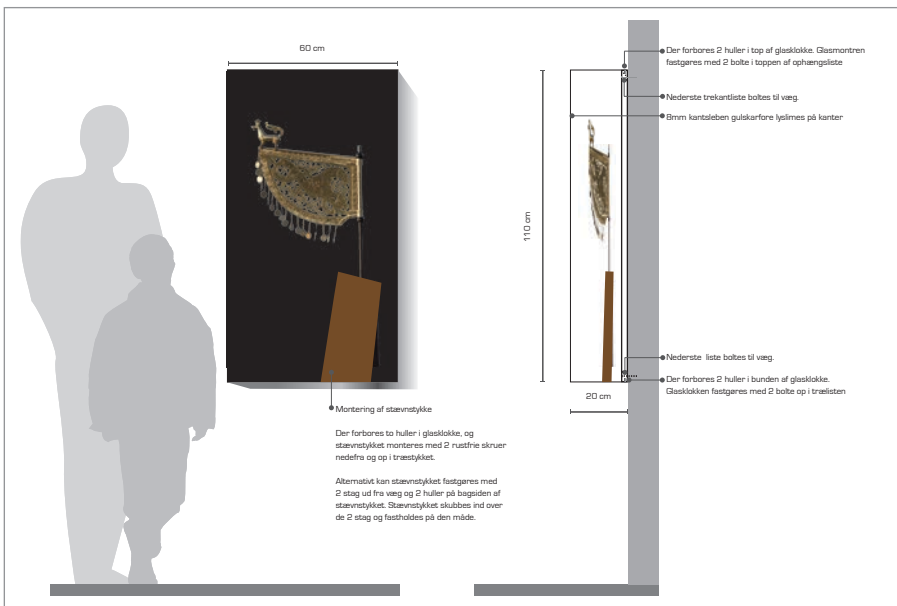 60 cm
110 cm
20 cm
Montering af stævnstykke
Der forbores to huller i glasklokke, og
stævnstykket monteres med 2 rustfrie skruer
nedefra og op i træstykket.
Alternativt kan stævnstykket fastgøres med
2 stag ud fra væg og 2 huller på bagsiden af
stævnstykket. Stævnstykket skubbes ind over
de 2 stag og fastholdes på den måde.
Der forbores 2 huller i top af glasklokke. Glasmontren
fastgøres med 2 bolte i toppen af ophængsliste
Nederste trekantliste boltes til væg.
8mm kantsleben gulskarfore lyslimes på kanter
Nederste liste boltes til væg.
Der forbores 2 huller i bunden af glasklokke.
Glasklokken fastgøres med 2 bolte op i trælisten